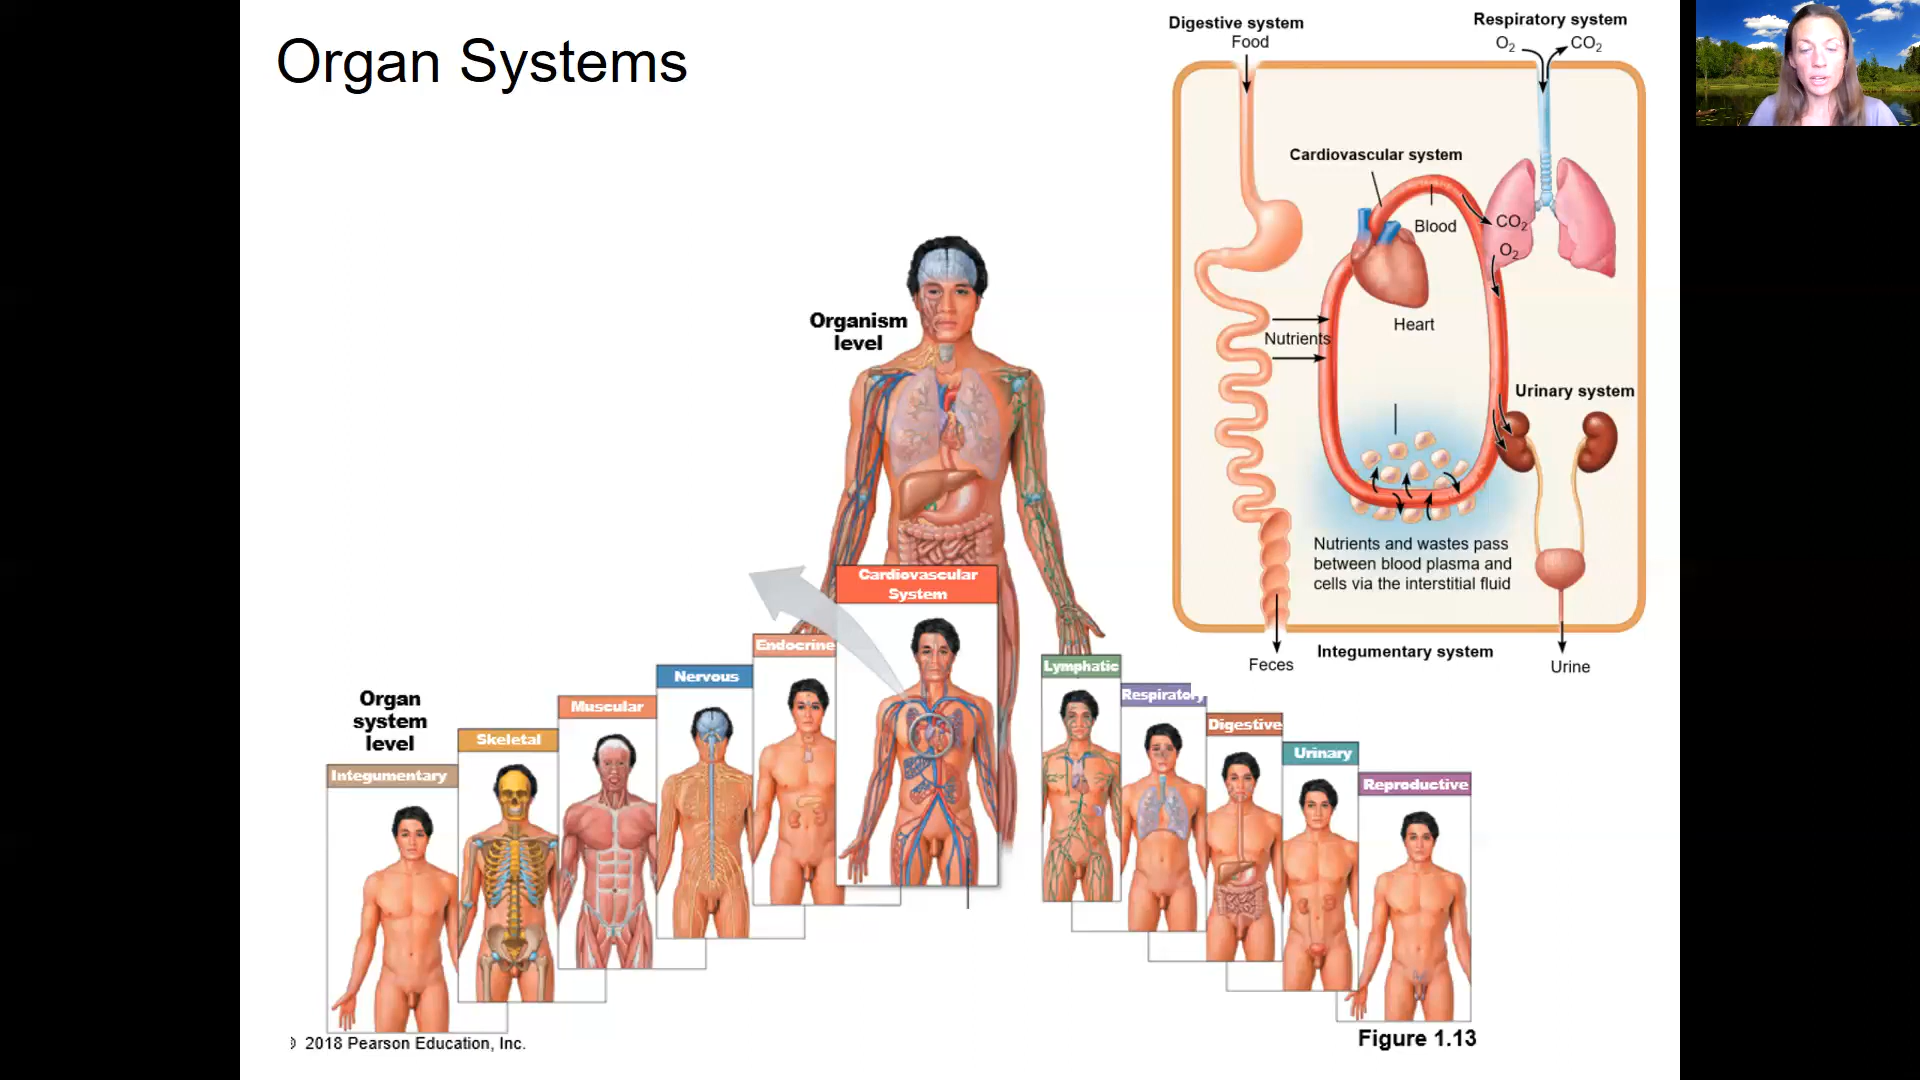 Organ Systems
Digestive system
Food
Respiratory system
O₂
CO₂
Cardiovascular system
Blood
CO₂
O₂
Heart
Nutrients
Urinary system
Nutrients and wastes pass
between blood plasma and
cells via the interstitial fluid
Feces
Integumentary system
Urine
Organism
level
Cardiovascular
System
Organ
system
level
Integumentary
Skeletal
Muscular
Nervous
Endocrine
Lymphatic
Respiratory
Digestive
Urinary
Reproductive
2018 Pearson Education, Inc.
Figure 1.13